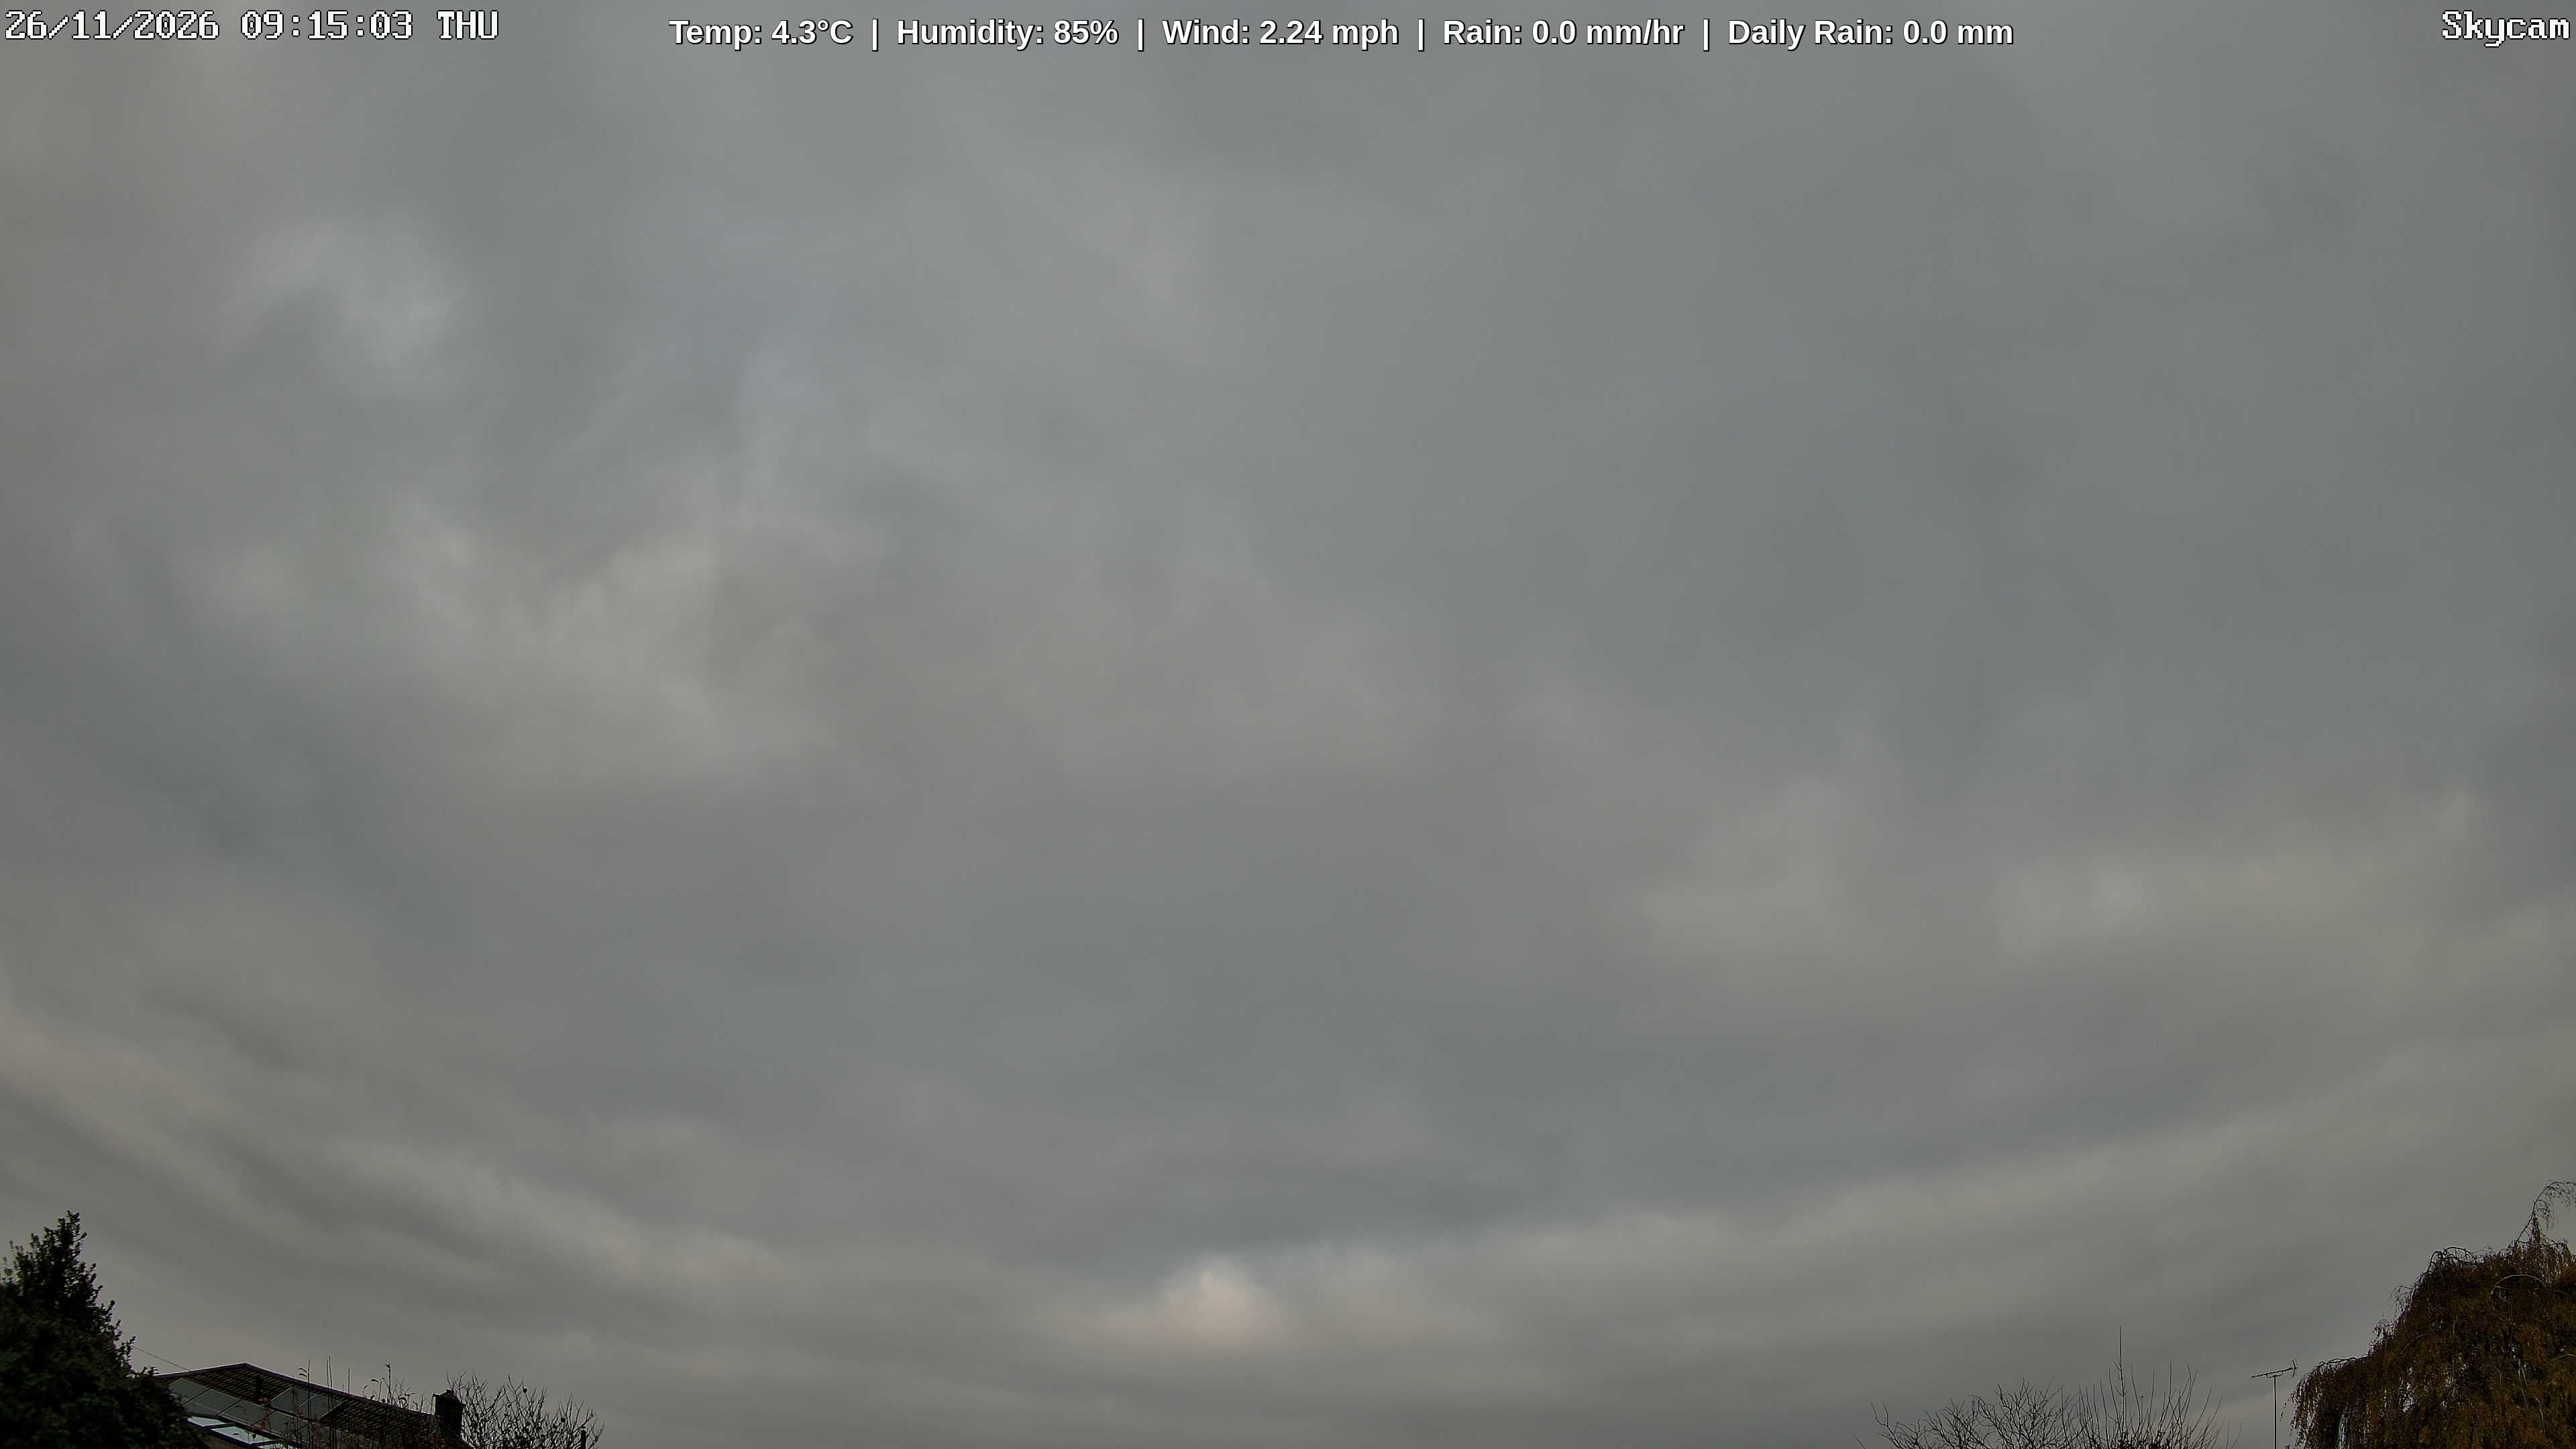 26/11/2026 09:15:03 THU
Temp: 4.3°C | Humidity: 85% | Wind: 2.24 mph | Rain: 0.0 mm/hr | Daily Rain: 0.0 mm
Skycam